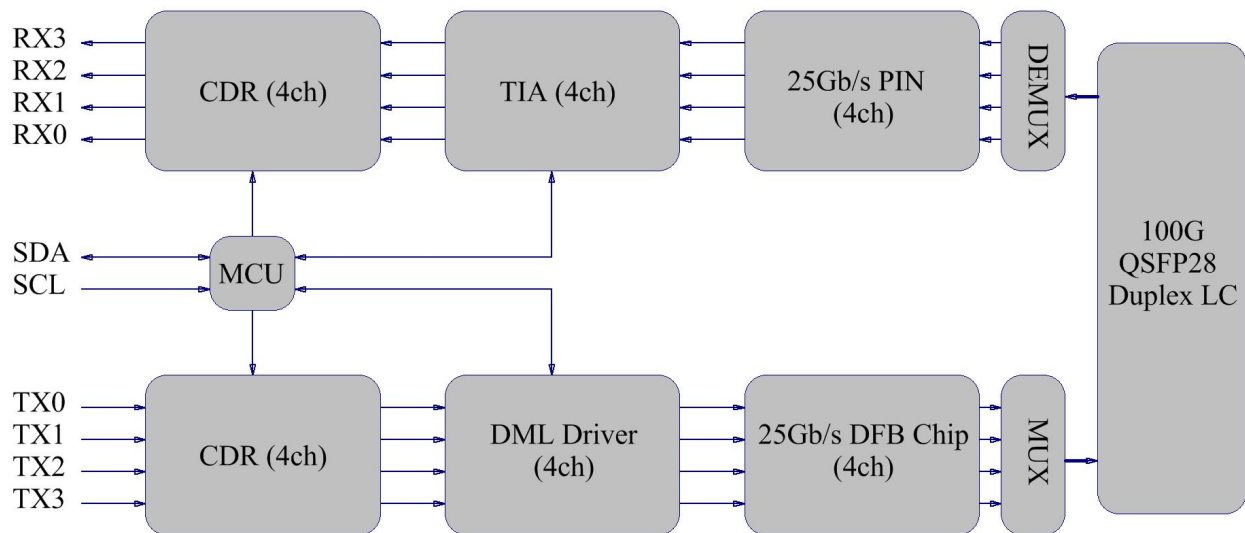 RX3
RX2
RX1
RX0
CDR (4ch)
TIA (4ch)
25Gb/s PIN
(4ch)
DEMUX
SDA
SCL
MCU
100G
QSFP28
Duplex LC
TX0
TX1
TX2
TX3
CDR (4ch)
DML Driver
(4ch)
25Gb/s DFB Chip
(4ch)
MUX